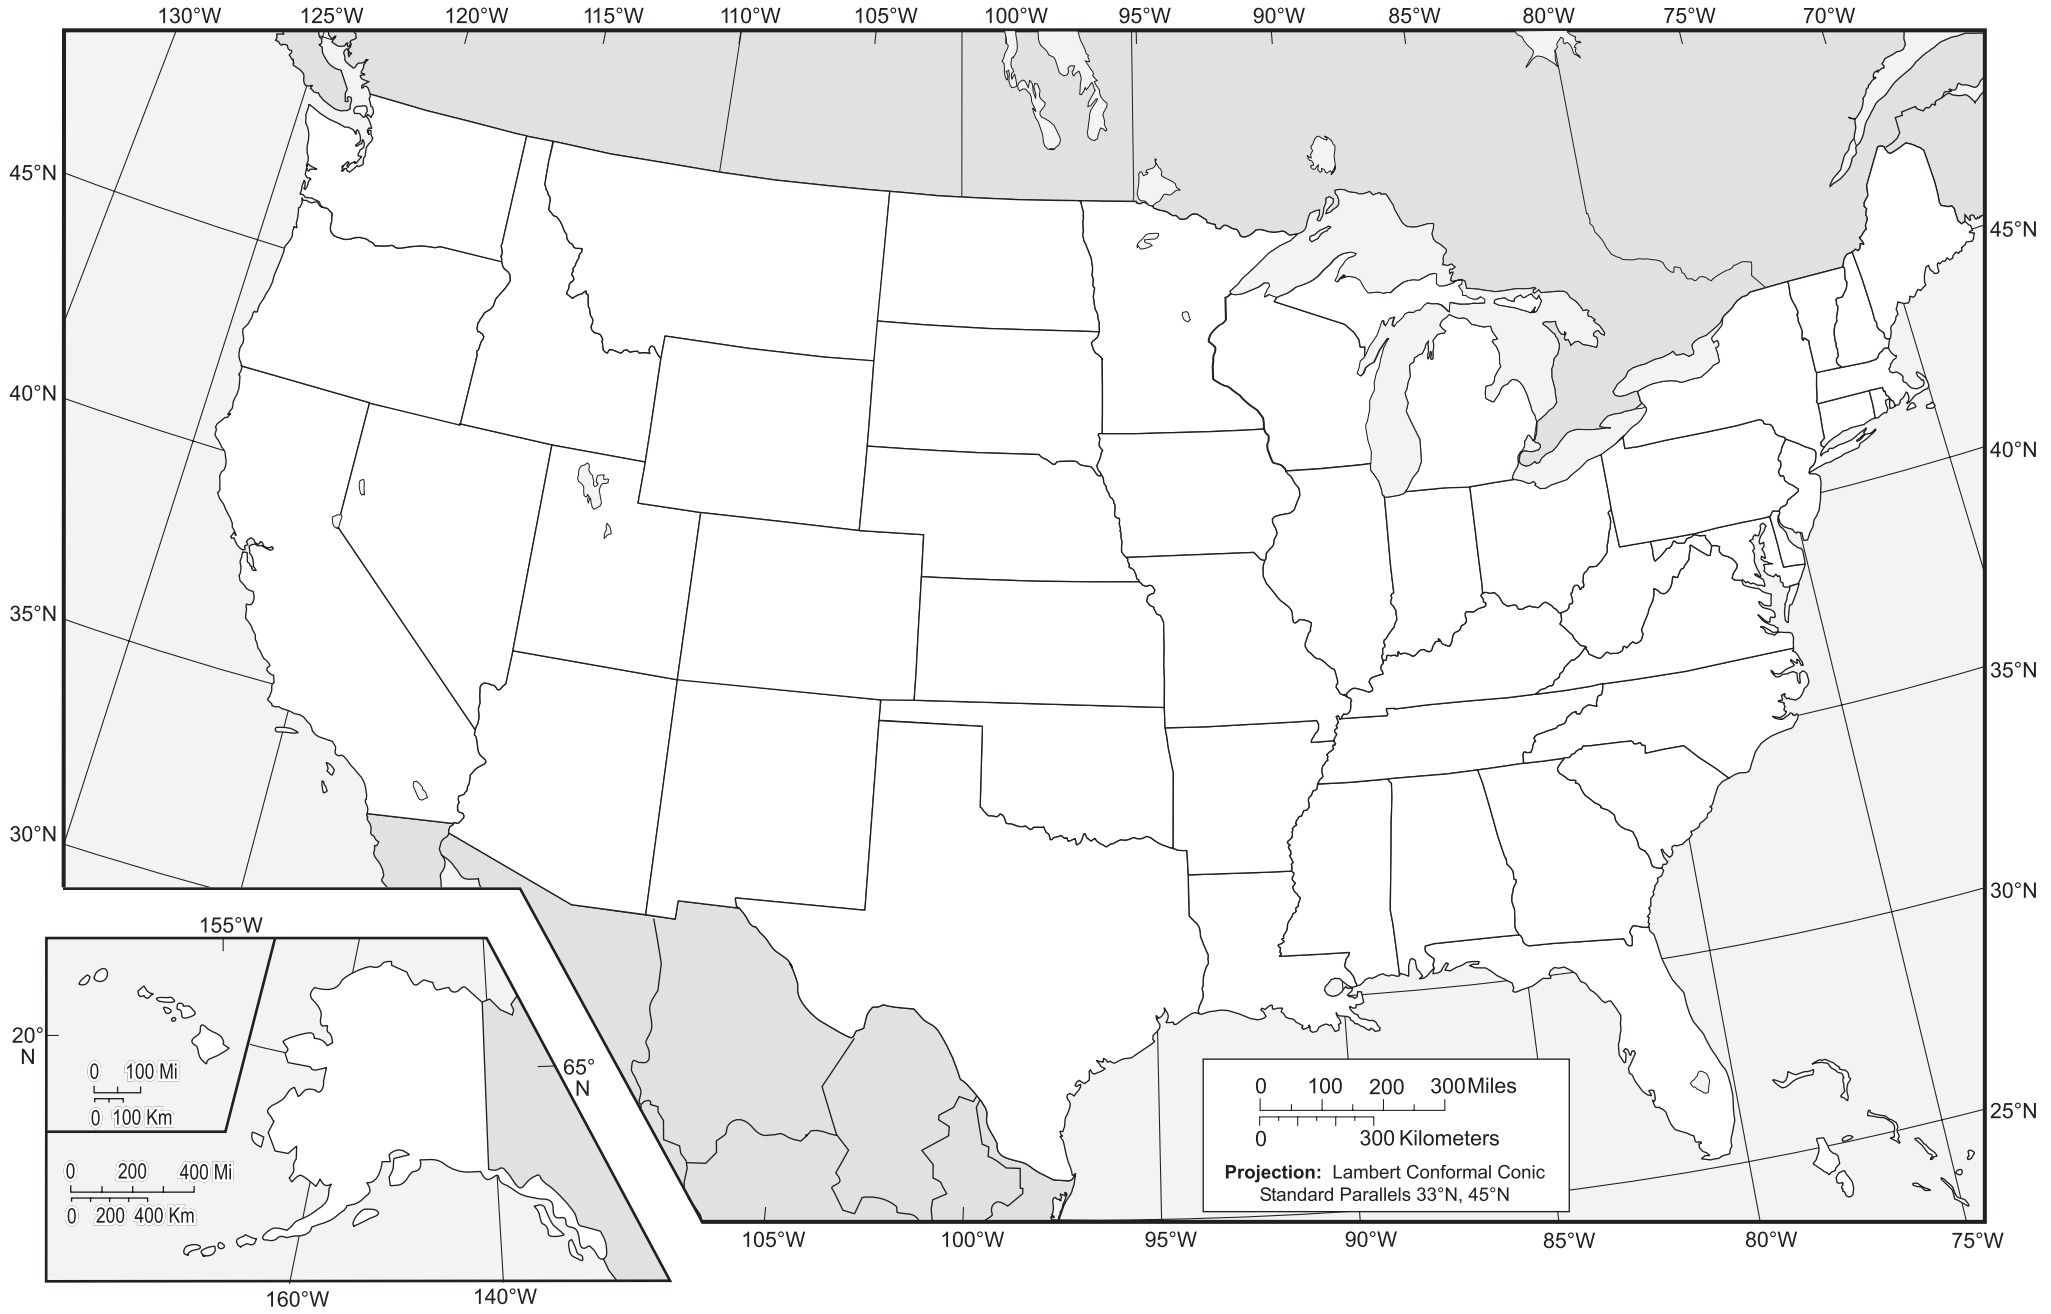 130°W 125°W 120°W 115°W 110°W 105°W 100°W 95°W 90°W 85°W 80°W 75°W 70°W
45°N
45°N
40°N
40°N
35°N
35°N
30°N
30°N
155°W
20°
N
65°
N
0 100 Mi
0 100 Km
0 200 400 Mi
0 200 400 Km
0 100 200 300 Miles
0 300 Kilometers
Projection: Lambert Conformal Conic
Standard Parallels 33°N, 45°N
25°N
105°W 100°W 95°W 90°W 85°W 80°W 75°W
160°W 140°W